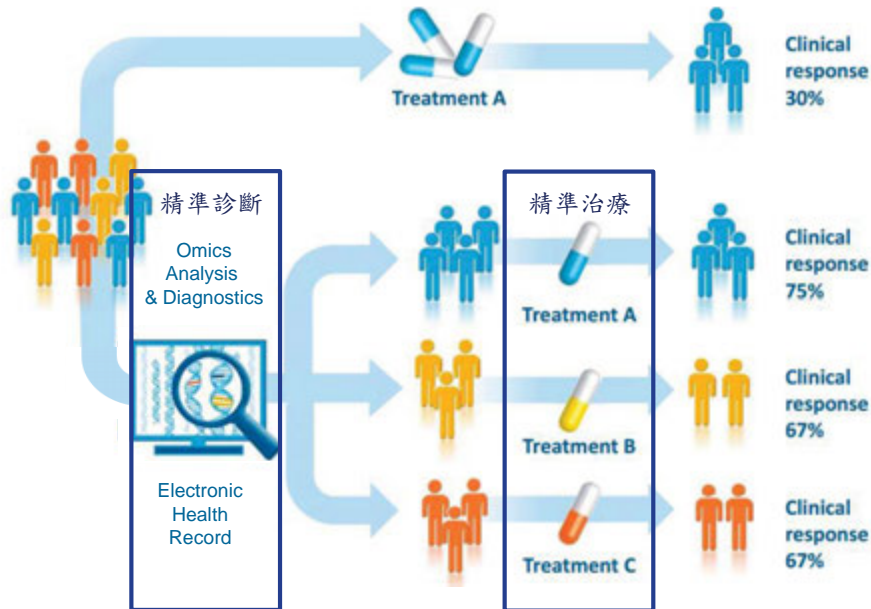 Treatment A
Clinical
response
30%
精準診斷
Omics
Analysis
& Diagnostics
Electronic
Health
Record
精準治療
Treatment A
Clinical
response
75%
Treatment B
Clinical
response
67%
Treatment C
Clinical
response
67%